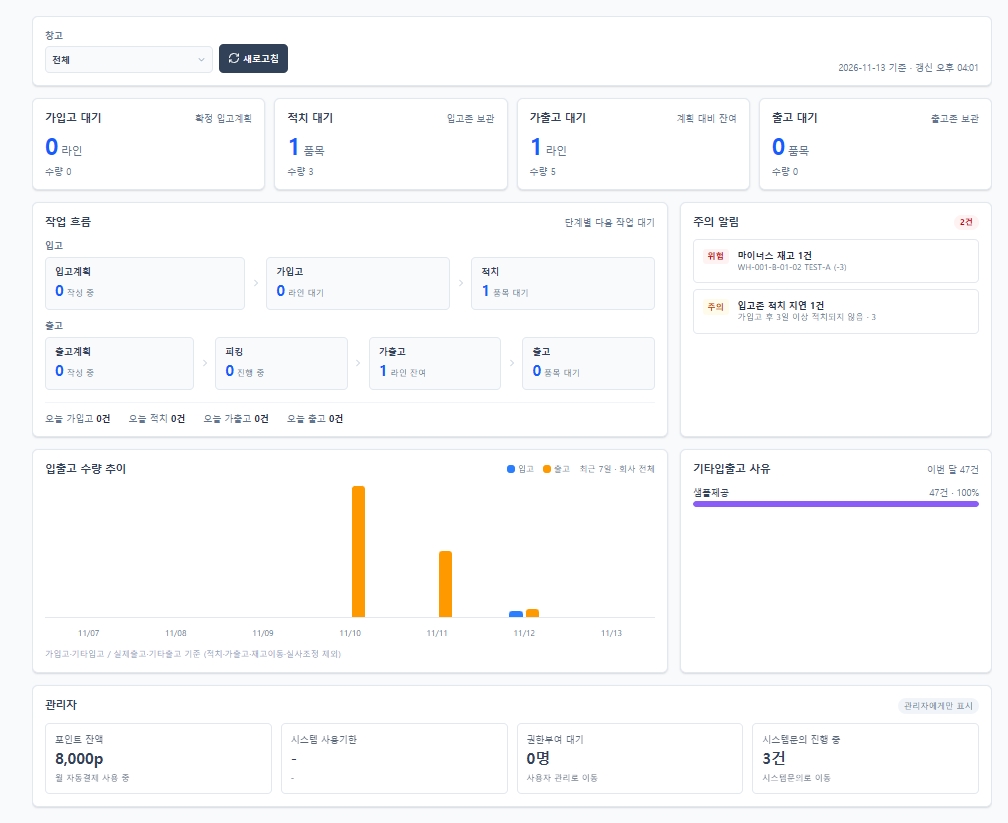 창고
전체
새로고침
2026-11-13 기준 · 갱신 오후 04:01
가입고 대기 확정 입고계획
0 라인
수량 0
적치 대기 입고존 보관
1 품목
수량 3
가출고 대기 계획 대비 잔여
1 라인
수량 5
출고 대기 출고존 보관
0 품목
수량 0
작업 흐름 단계별 다음 작업 대기
입고
입고계획
0 작성 중
가입고
0 라인 대기
적치
1 품목 대기
출고
출고계획
0 작성 중
피킹
0 진행 중
가출고
1 라인 잔여
출고
0 품목 대기
오늘 가입고 0건 오늘 적치 0건 오늘 가출고 0건 오늘 출고 0건
주의 알림 2건
위험 마이너스 재고 1건
WH-001-B-01-02 TEST-A (-3)
주의 입고존 적치 지연 1건
가입고 후 3일 이상 적치되지 않음 · 3
입출고 수량 추이 입고 출고 최근 7일 · 회사 전체
11/07 11/08 11/09 11/10 11/11 11/12 11/13
가입고·기타입고 / 실제출고·기타출고 기준 (적치·가출고·재고이동·실사조정 제외)
기타입출고 사유 이번 달 47건
샘플제공 47건 · 100%
관리자 관리자에게만 표시
포인트 잔액
8,000p
월 자동결제 사용 중
시스템 사용기한
-
-
권한부여 대기
0명
사용자 관리로 이동
시스템문의 진행 중
3건
시스템문의로 이동